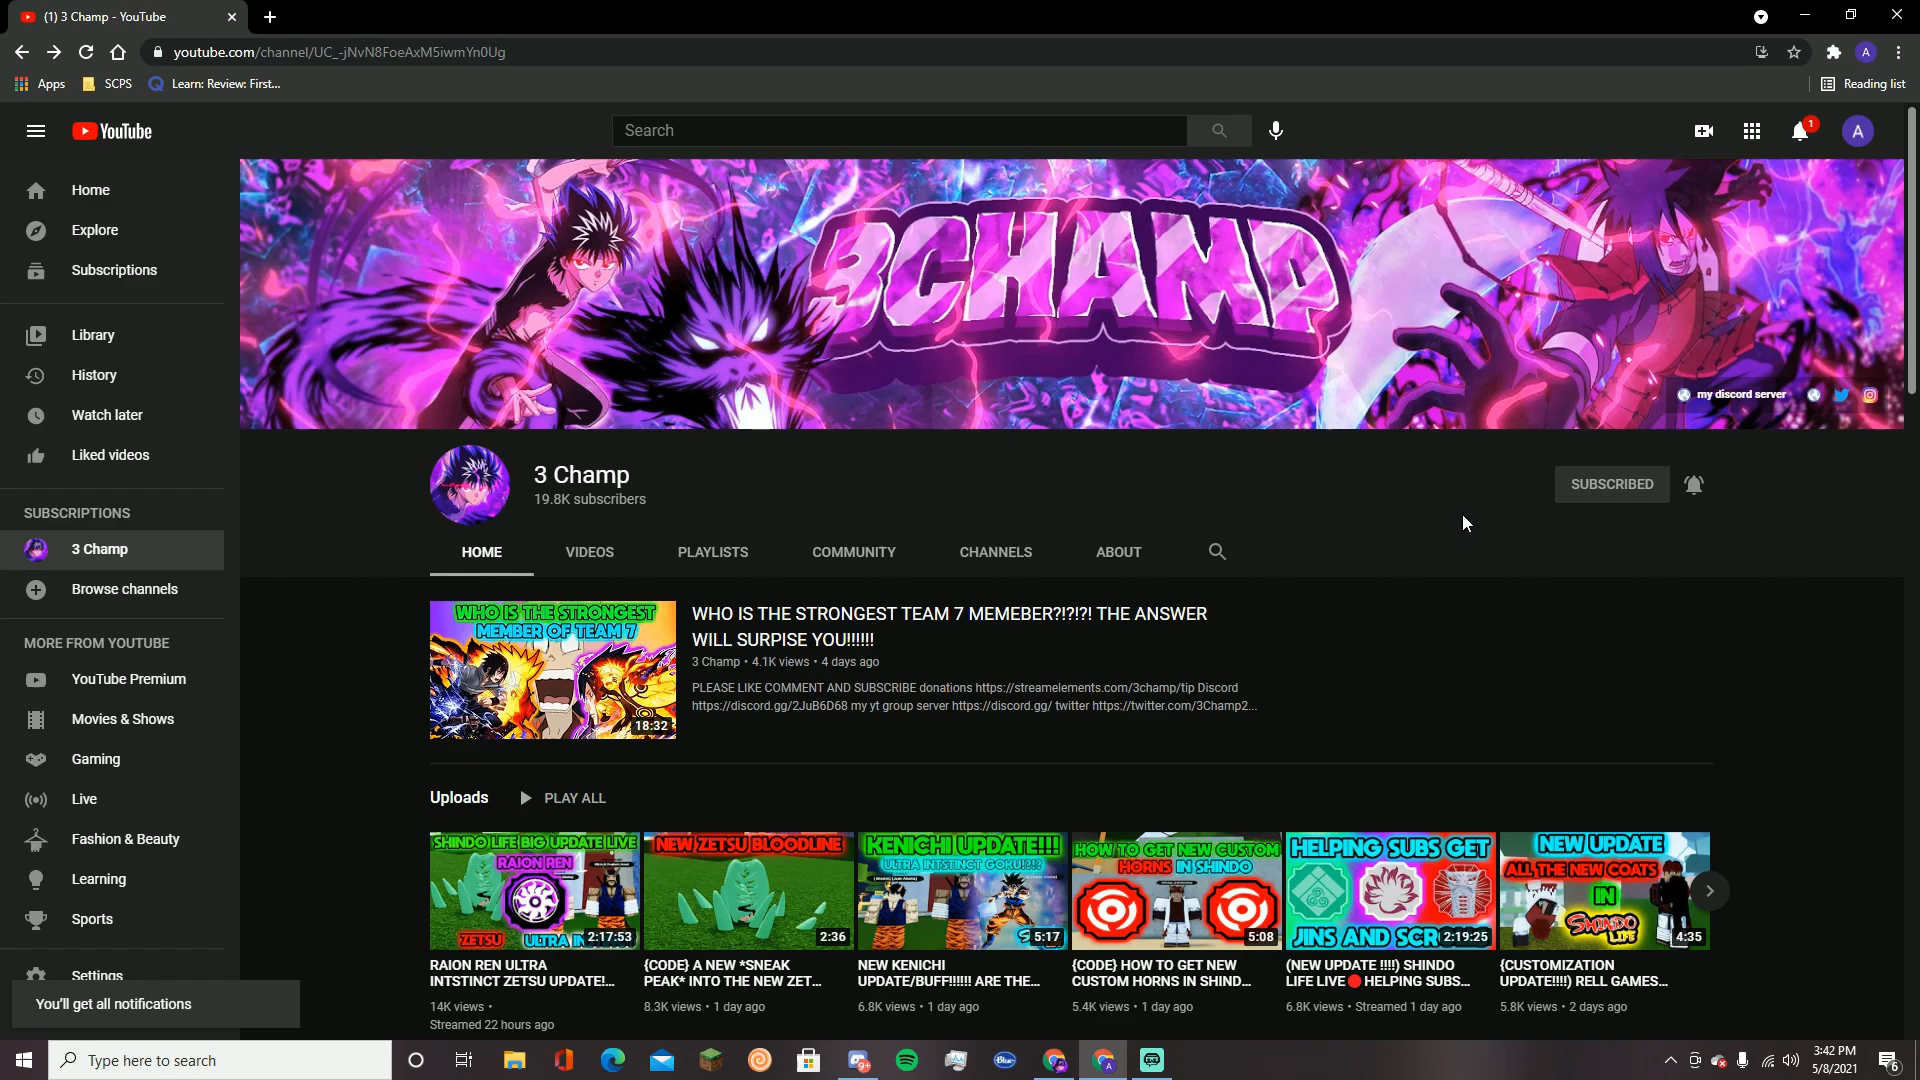 (1) 3 Champ - YouTube
youtube.com/channel/UC_-jNvN8FoeAxM5iwmYn0Ug
A
Apps
SCPS
Learn: Review: First...
Reading list
YouTube
Search
1
A
Home
Explore
Subscriptions
Library
History
Watch later
Liked videos
SUBSCRIPTIONS
3 Champ
Browse channels
MORE FROM YOUTUBE
YouTube Premium
Movies & Shows
Gaming
Live
Fashion & Beauty
Learning
Sports
Settings
You'll get all notifications
3CHAMP
my discord server
3 Champ
19.8K subscribers
SUBSCRIBED
HOME
VIDEOS
PLAYLISTS
COMMUNITY
CHANNELS
ABOUT
WHO IS THE STRONGEST
MEMBER OF TEAM 7
18:32
WHO IS THE STRONGEST TEAM 7 MEMEBER?!?!?! THE ANSWER
WILL SURPISE YOU!!!!!!
3 Champ • 4.1K views • 4 days ago
PLEASE LIKE COMMENT AND SUBSCRIBE donations https://streamelements.com/3champ/tip Discord
https://discord.gg/2JuB6D68 my yt group server https://discord.gg/ twitter https://twitter.com/3Champ2...
Uploads
PLAY ALL
SHINDO LIFE BIG UPDATE LIVE
RAION REN
ZETSU
ULTRA IN
2:17:53
RAION REN ULTRA
INTSTINCT ZETSU UPDATE!...
14K views •
Streamed 22 hours ago
NEW ZETSU BLOODLINE
2:36
{CODE} A NEW *SNEAK
PEAK* INTO THE NEW ZET...
8.3K views • 1 day ago
KENICHI UPDATE!!!
ULTRA INTSTINCT GOKU!?!?
5:17
NEW KENICHI
UPDATE/BUFF!!!!!! ARE THE...
6.8K views • 1 day ago
HOW TO GET NEW CUSTOM
HORNS IN SHINDO
5:08
{CODE} HOW TO GET NEW
CUSTOM HORNS IN SHIND...
5.4K views • 1 day ago
HELPING SUBS GET
JINS AND SCR
2:19:25
(NEW UPDATE !!!!) SHINDO
LIFE LIVE 🔴 HELPING SUBS...
6.8K views • Streamed 1 day ago
NEW UPDATE
ALL THE NEW COATS
IN
SHINDO
LIFE
4:35
{CUSTOMIZATION
UPDATE!!!!) RELL GAMES...
5.8K views • 2 days ago
Type here to search
9+
Blue
A
3:42 PM
5/8/2021
6